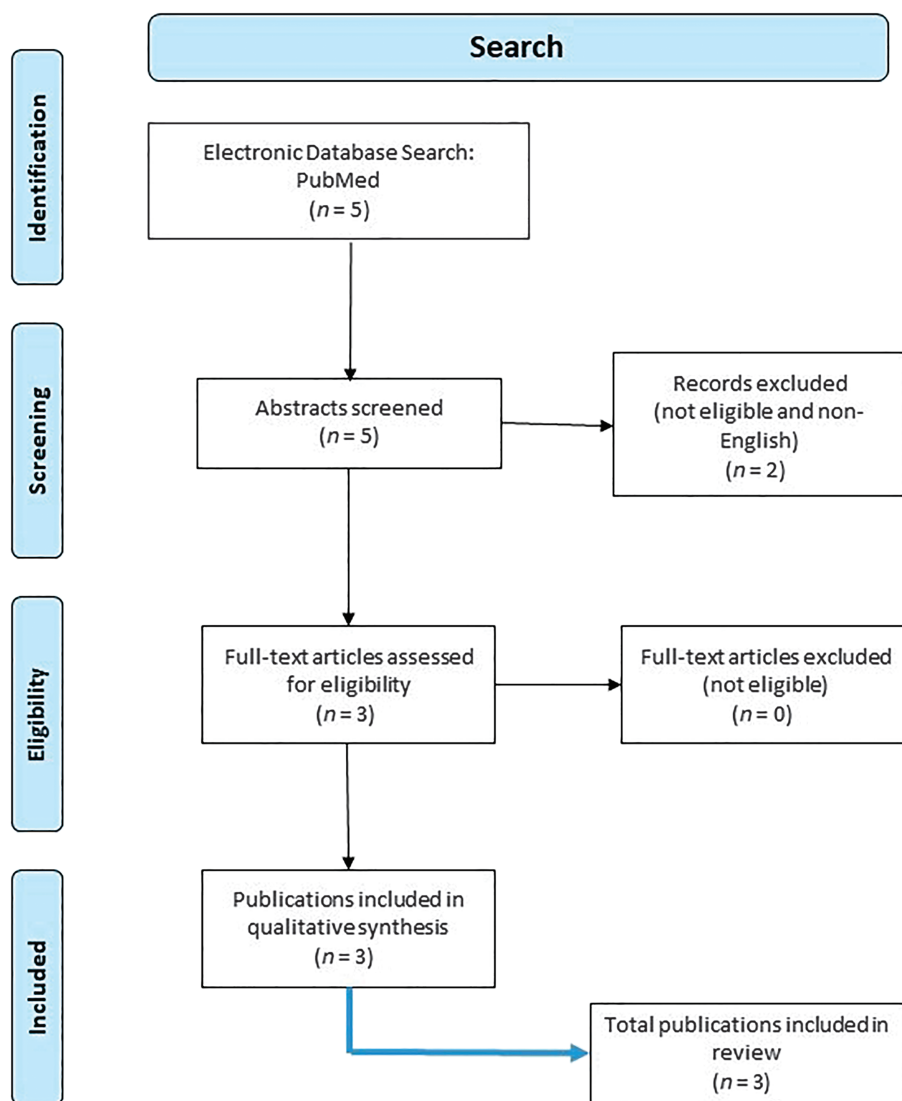 Search
Identification
Electronic Database Search:
PubMed
(n = 5)
Screening
Abstracts screened
(n = 5)
Records excluded
(not eligible and non-
English)
(n = 2)
Eligibility
Full-text articles assessed
for eligibility
(n = 3)
Full-text articles excluded
(not eligible)
(n = 0)
Included
Publications included in
qualitative synthesis
(n = 3)
Total publications included in
review
(n = 3)